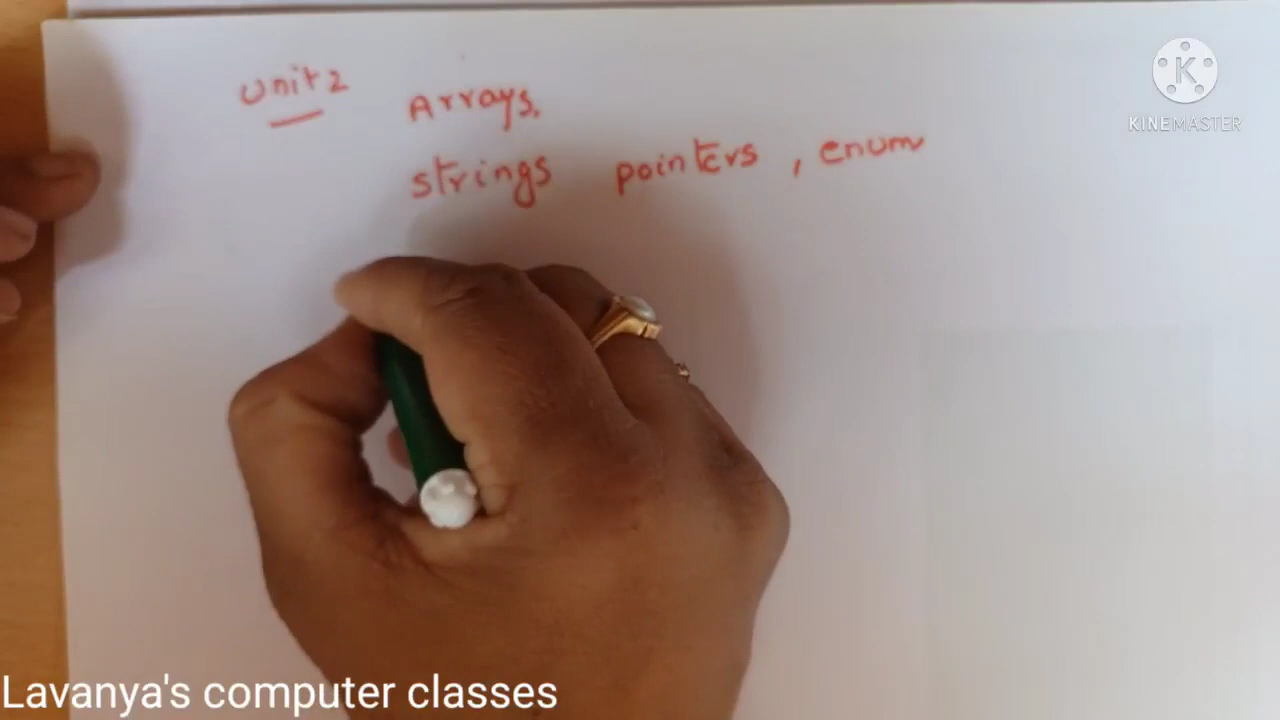 Unit 2 Arrays,
strings pointers, enum
KINEMASTER
Lavanya's computer classes